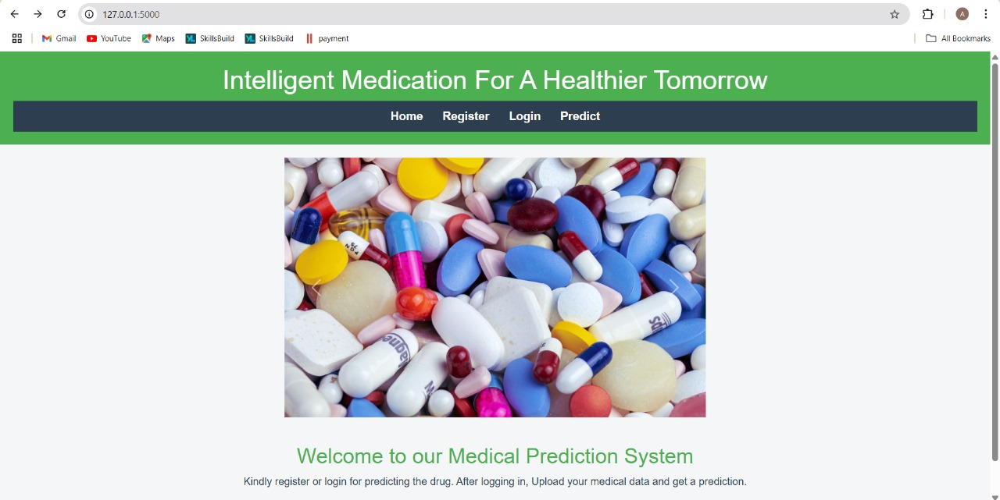 127.0.0.1:5000
A
Gmail YouTube Maps SkillsBuild SkillsBuild payment All Bookmarks
Intelligent Medication For A Healthier Tomorrow
Home Register Login Predict
PGN
75
Welcome to our Medical Prediction System
Kindly register or login for predicting the drug. After logging in, Upload your medical data and get a prediction.